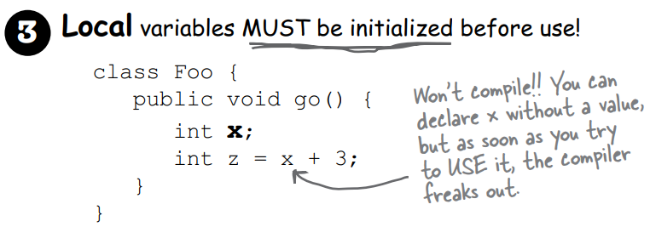 3 Local variables MUST be initialized before use!
class Foo {
public void go() {
int x;
int z = x + 3;
}
}
Won't compile!! You can
declare x without a value,
but as soon as you try
to USE it, the compiler
freaks out.